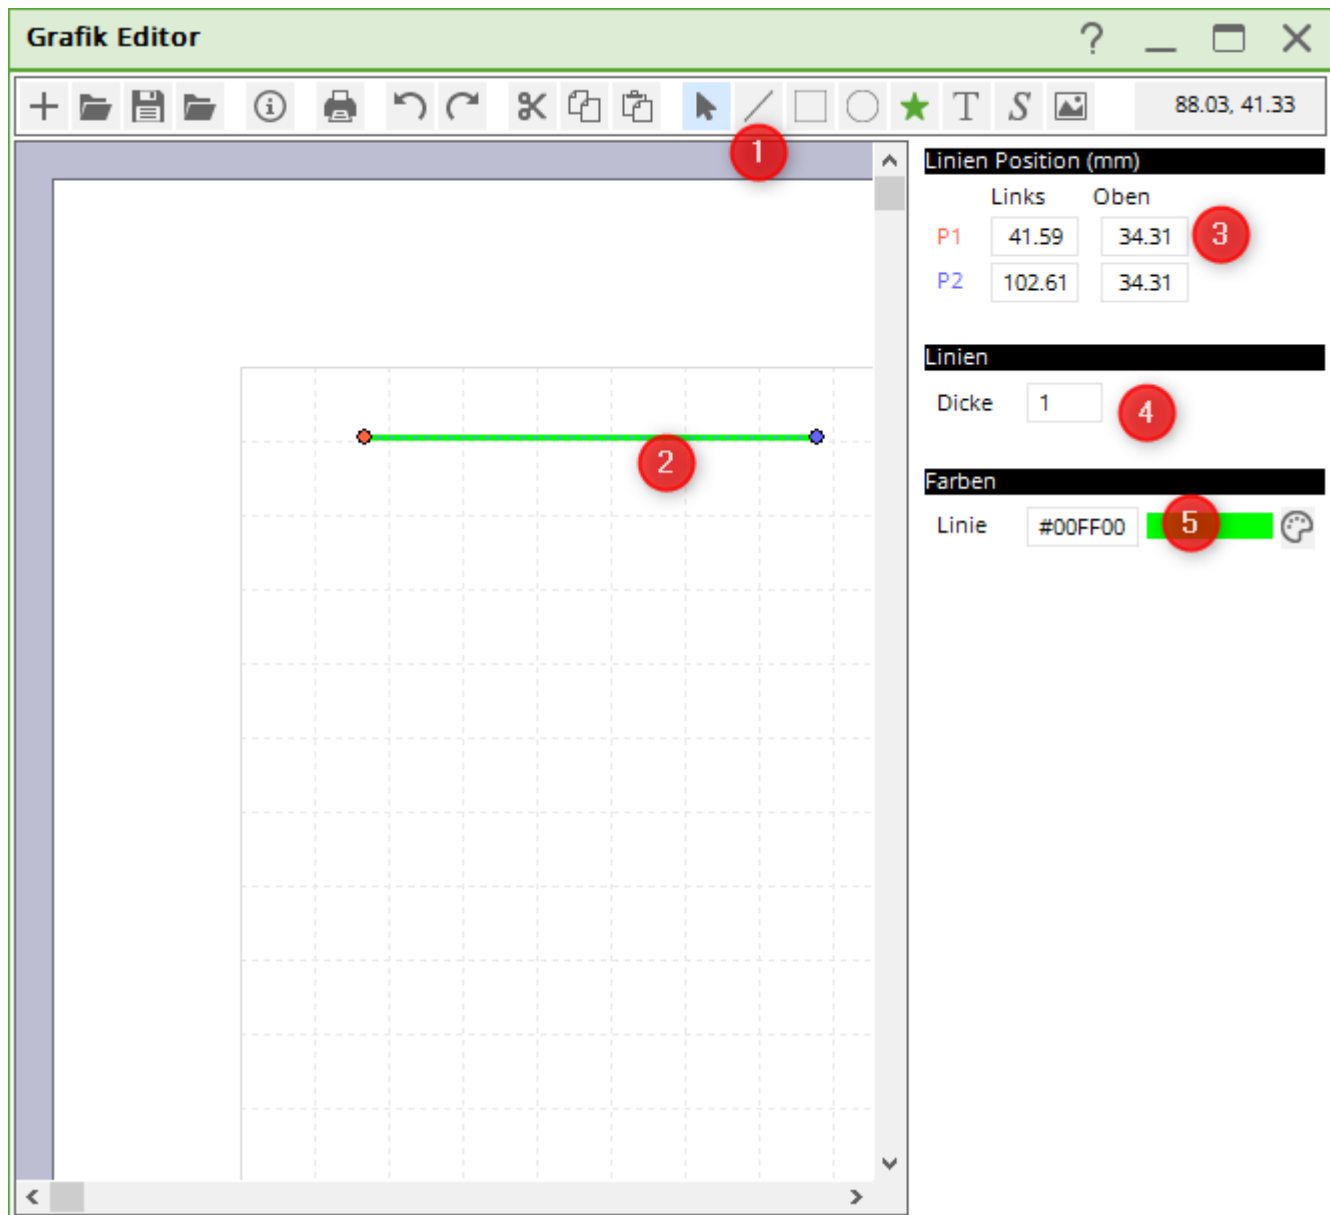 Grafik Editor
T S 88.03, 41.33
1
Linien Position (mm)
Links Oben
P1 41.59 34.31 3
P2 102.61 34.31
Linien
Dicke 1 4
2
Farben
Linie #00FF00 5